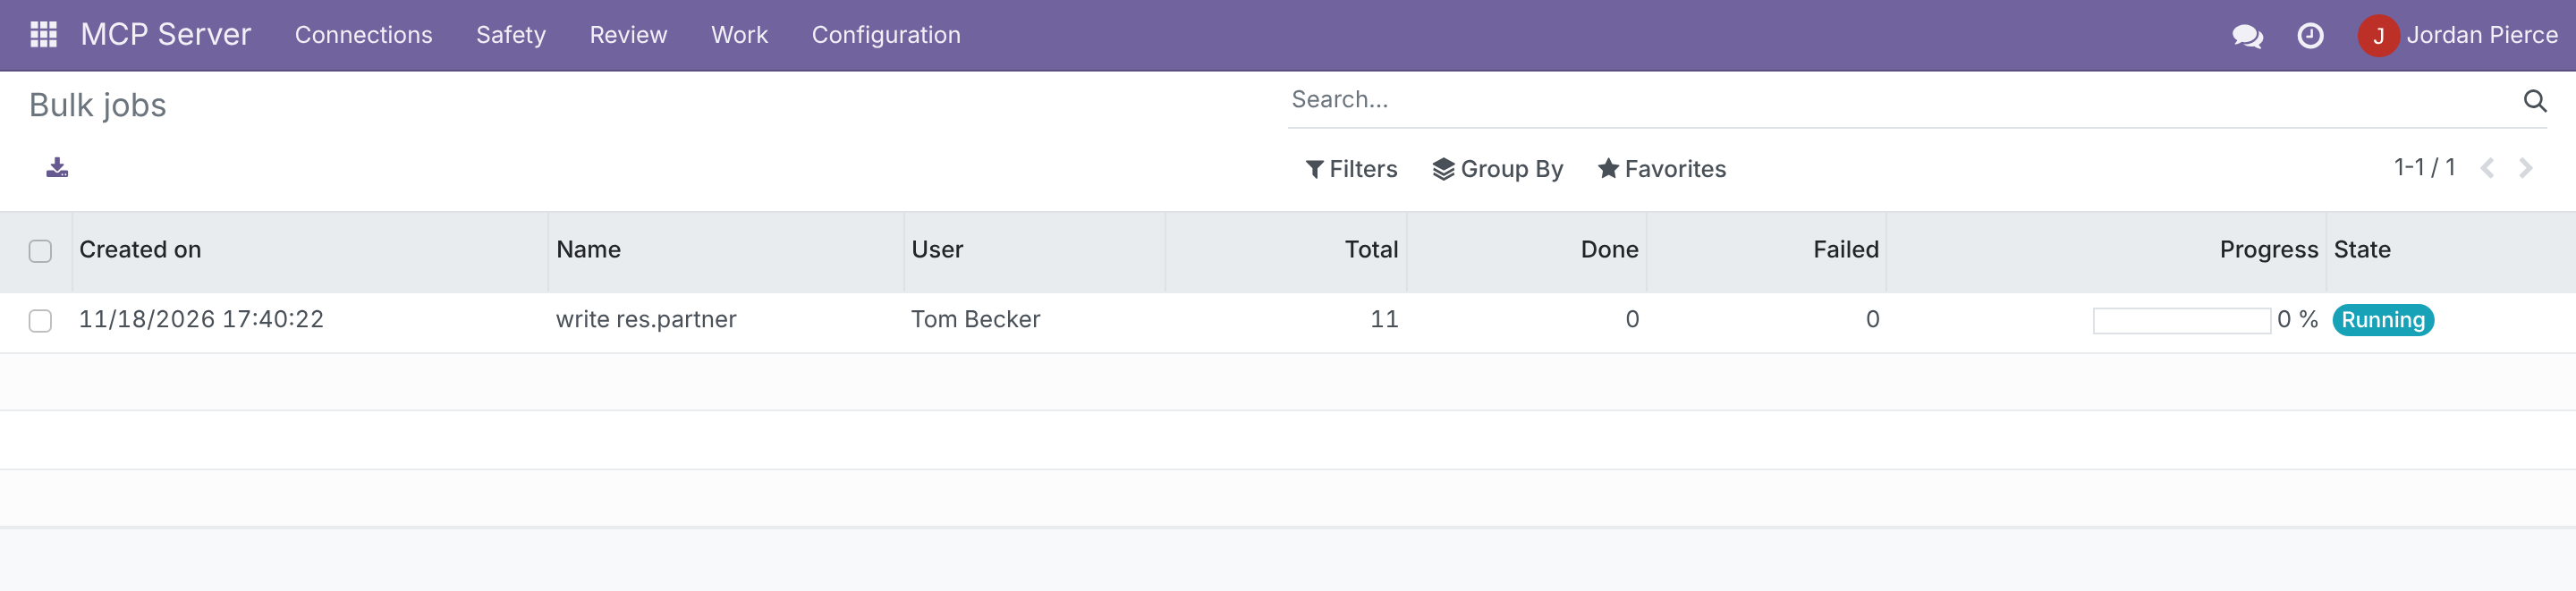 MCP Server Connections Safety Review Work Configuration J Jordan Pierce
Bulk jobs Search...
Filters Group By Favorites 1-1 / 1
Created on Name User Total Done Failed Progress State
11/18/2026 17:40:22 write res.partner Tom Becker 11 0 0 0 % Running